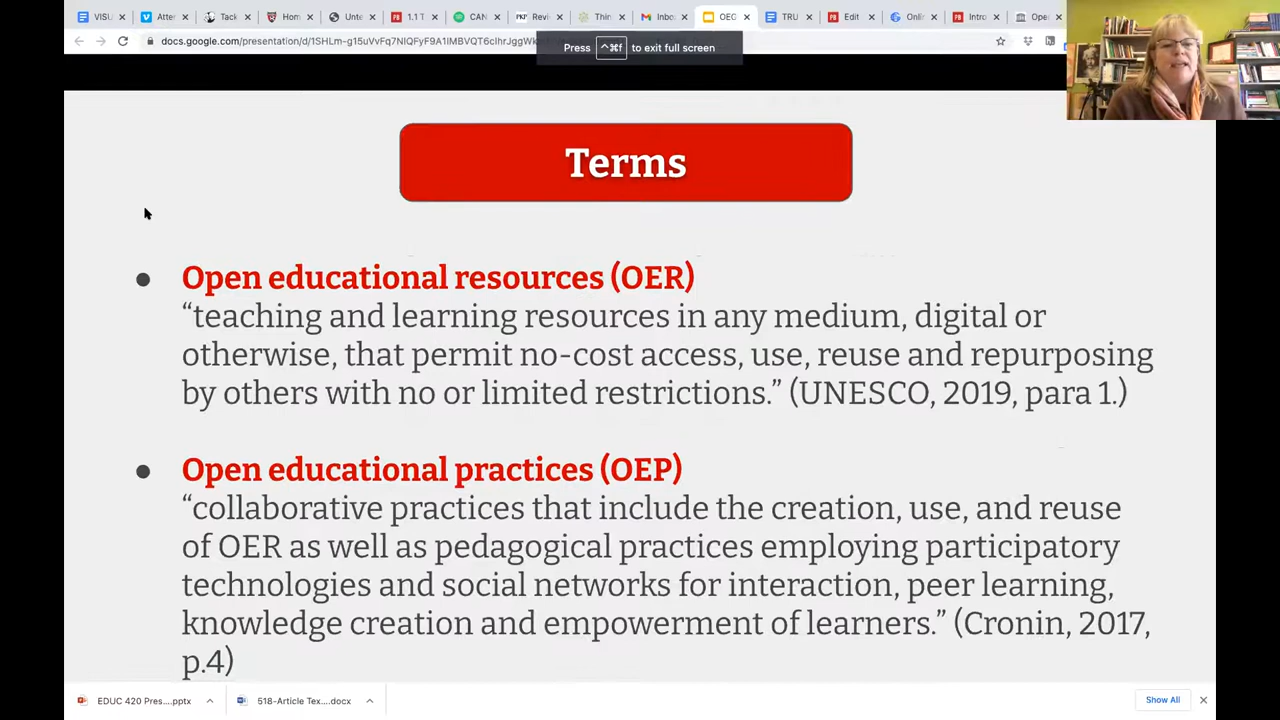 VISU
Atter
Tack
Hom
Unte
1.1 T
CAN
Revi
Thin
Inbo
OEG
TRU
Edit
Onli
Intro
Open
docs.google.com/presentation/d/1SHLm-g15uVvFq7NIQFyF9A1IMBVQT6cIhrJggW
Press ^⌘f to exit full screen
Terms
● Open educational resources (OER)
“teaching and learning resources in any medium, digital or
otherwise, that permit no-cost access, use, reuse and repurposing
by others with no or limited restrictions.” (UNESCO, 2019, para 1.)
● Open educational practices (OEP)
“collaborative practices that include the creation, use, and reuse
of OER as well as pedagogical practices employing participatory
technologies and social networks for interaction, peer learning,
knowledge creation and empowerment of learners.” (Cronin, 2017,
p.4)
EDUC 420 Pres....pptx
518-Article Tex....docx
Show All